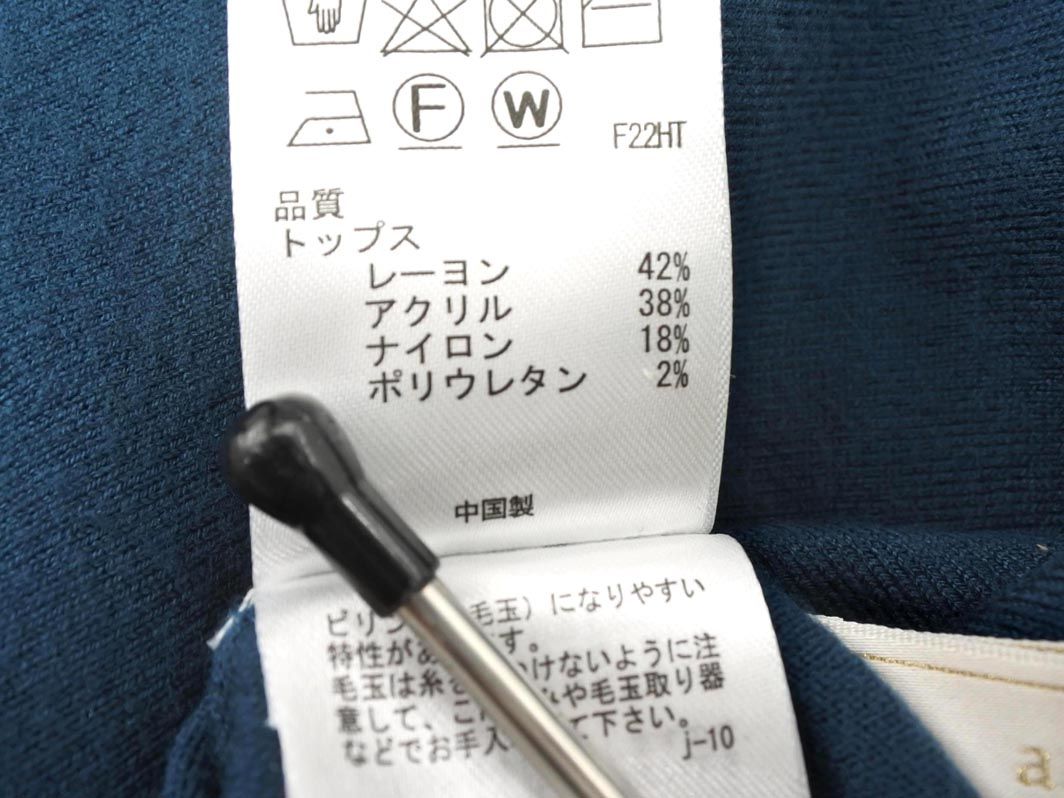 F
W
F22HT
品質
トップス
レーヨン 42%
アクリル 38%
ナイロン 18%
ポリウレタン 2%
中国製
ピリン 毛玉）になりやすい
特性が す。
毛玉は糸を かけないように注
意して、こ や毛玉取り器
などでお手入 て下さい。
j-10
a